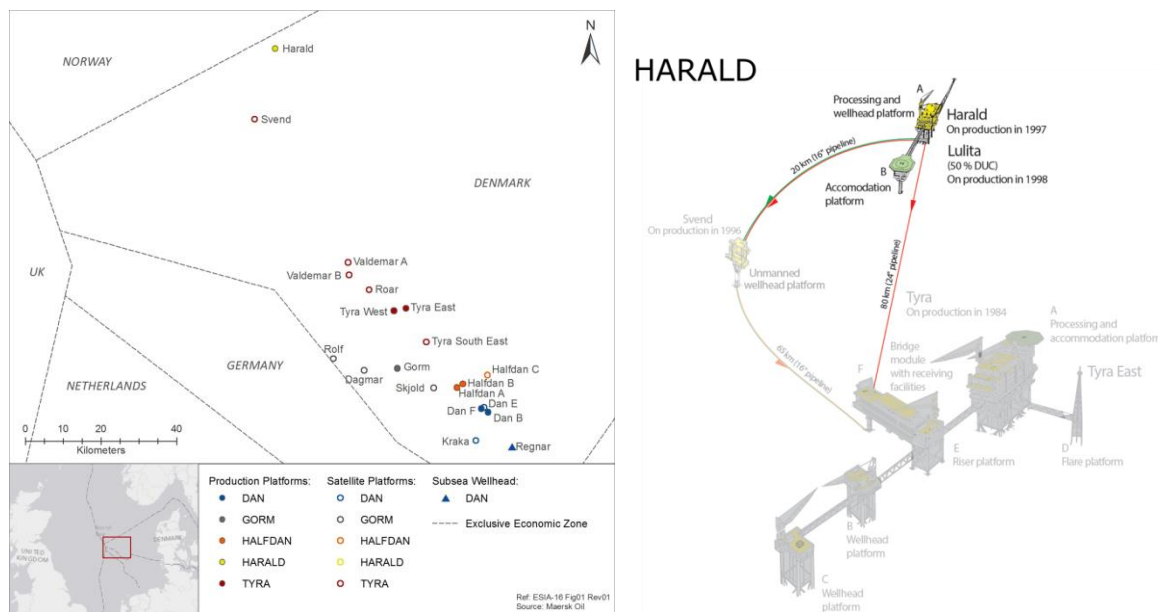 N
NORWAY
Harald
Svend
DENMARK
UK
Valdemar A
Valdemar B
Roar
Tyra West
Tyra East
Tyra South East
Rolf
GERMANY
Gorm
Dagmar
Halfdan C
NETHERLANDS
Skjold
Halfdan B
Halfdan A
Dan E
Dan F
Dan B
Kraka
Regnar
0 10 20 40
Kilometers
UNITED
KINGDOM
DENMARK
Production Platforms:
DAN
GORM
HALFDAN
HARALD
TYRA
Satellite Platforms:
DAN
GORM
HALFDAN
HARALD
TYRA
Subsea Wellhead:
DAN
Exclusive Economic Zone
Ref: ESIA-16 Fig01 Rev01
Source: Maersk Oil
HARALD
A
Processing and
wellhead platform
Harald
On production in 1997
Lulita
(50 % DUC)
On production in 1998
20 km (16" pipeline)
B
Accomodation
platform
Svend
On production in 1996
Unmanned
wellhead platform
80 km (24" pipeline)
65 km (16" pipeline)
Tyra
On production in 1984
A
Processing and
accommodation platform
Bridge
module
with receiving
facilities
F
Tyra East
E
Riser platform
D
Flare platform
B
Wellhead
platform
C
Wellhead
platform